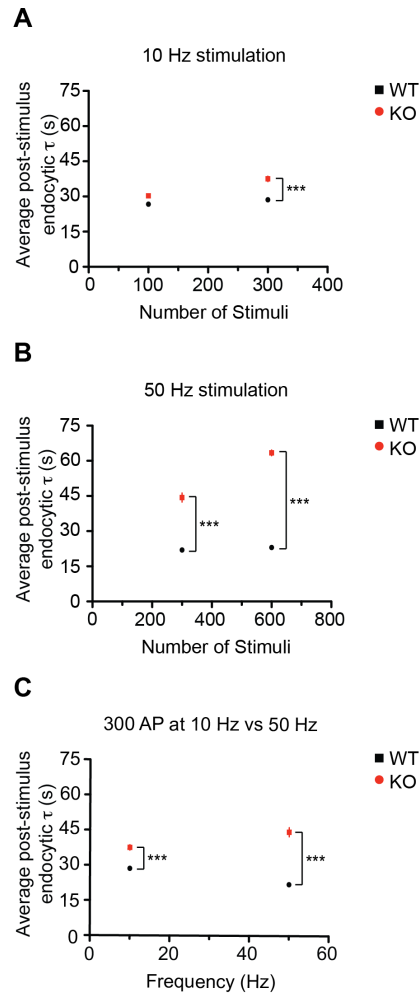 A
10 Hz stimulation
WT
KO
Average post-stimulus
endocytic τ (s)
75
60
45
30
15
0
***
0 100 200 300 400
Number of Stimuli
B
50 Hz stimulation
WT
KO
Average post-stimulus
endocytic τ (s)
75
60
45
30
15
0
***
***
0 200 400 600 800
Number of Stimuli
C
300 AP at 10 Hz vs 50 Hz
WT
KO
Average post-stimulus
endocytic τ (s)
75
60
45
30
15
0
***
***
0 20 40 60
Frequency (Hz)